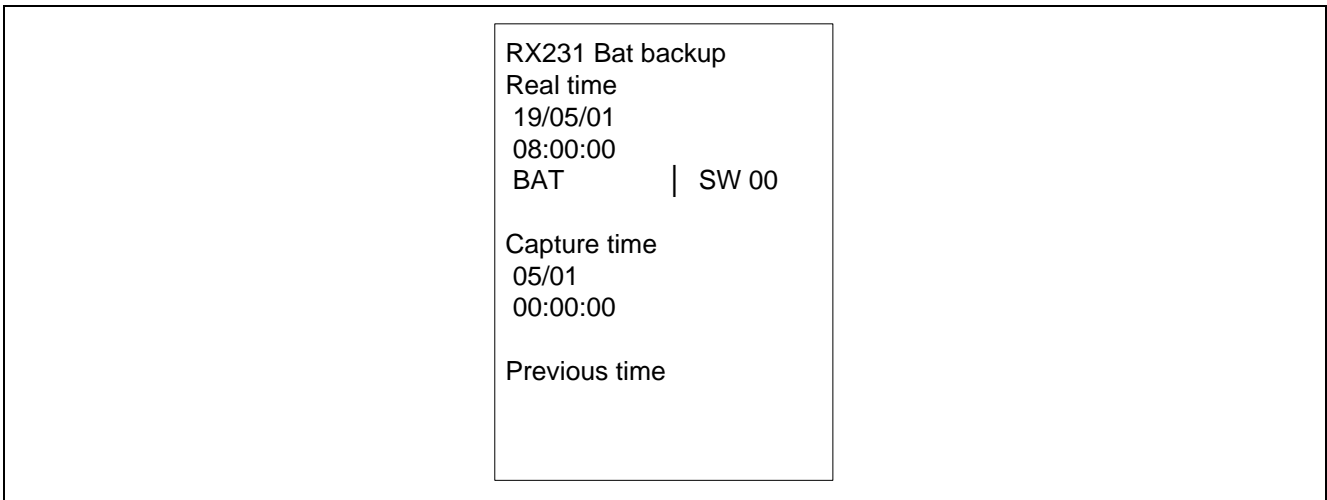 RX231 Bat backup
Real time
19/05/01
08:00:00
BAT | SW 00
Capture time
05/01
00:00:00
Previous time